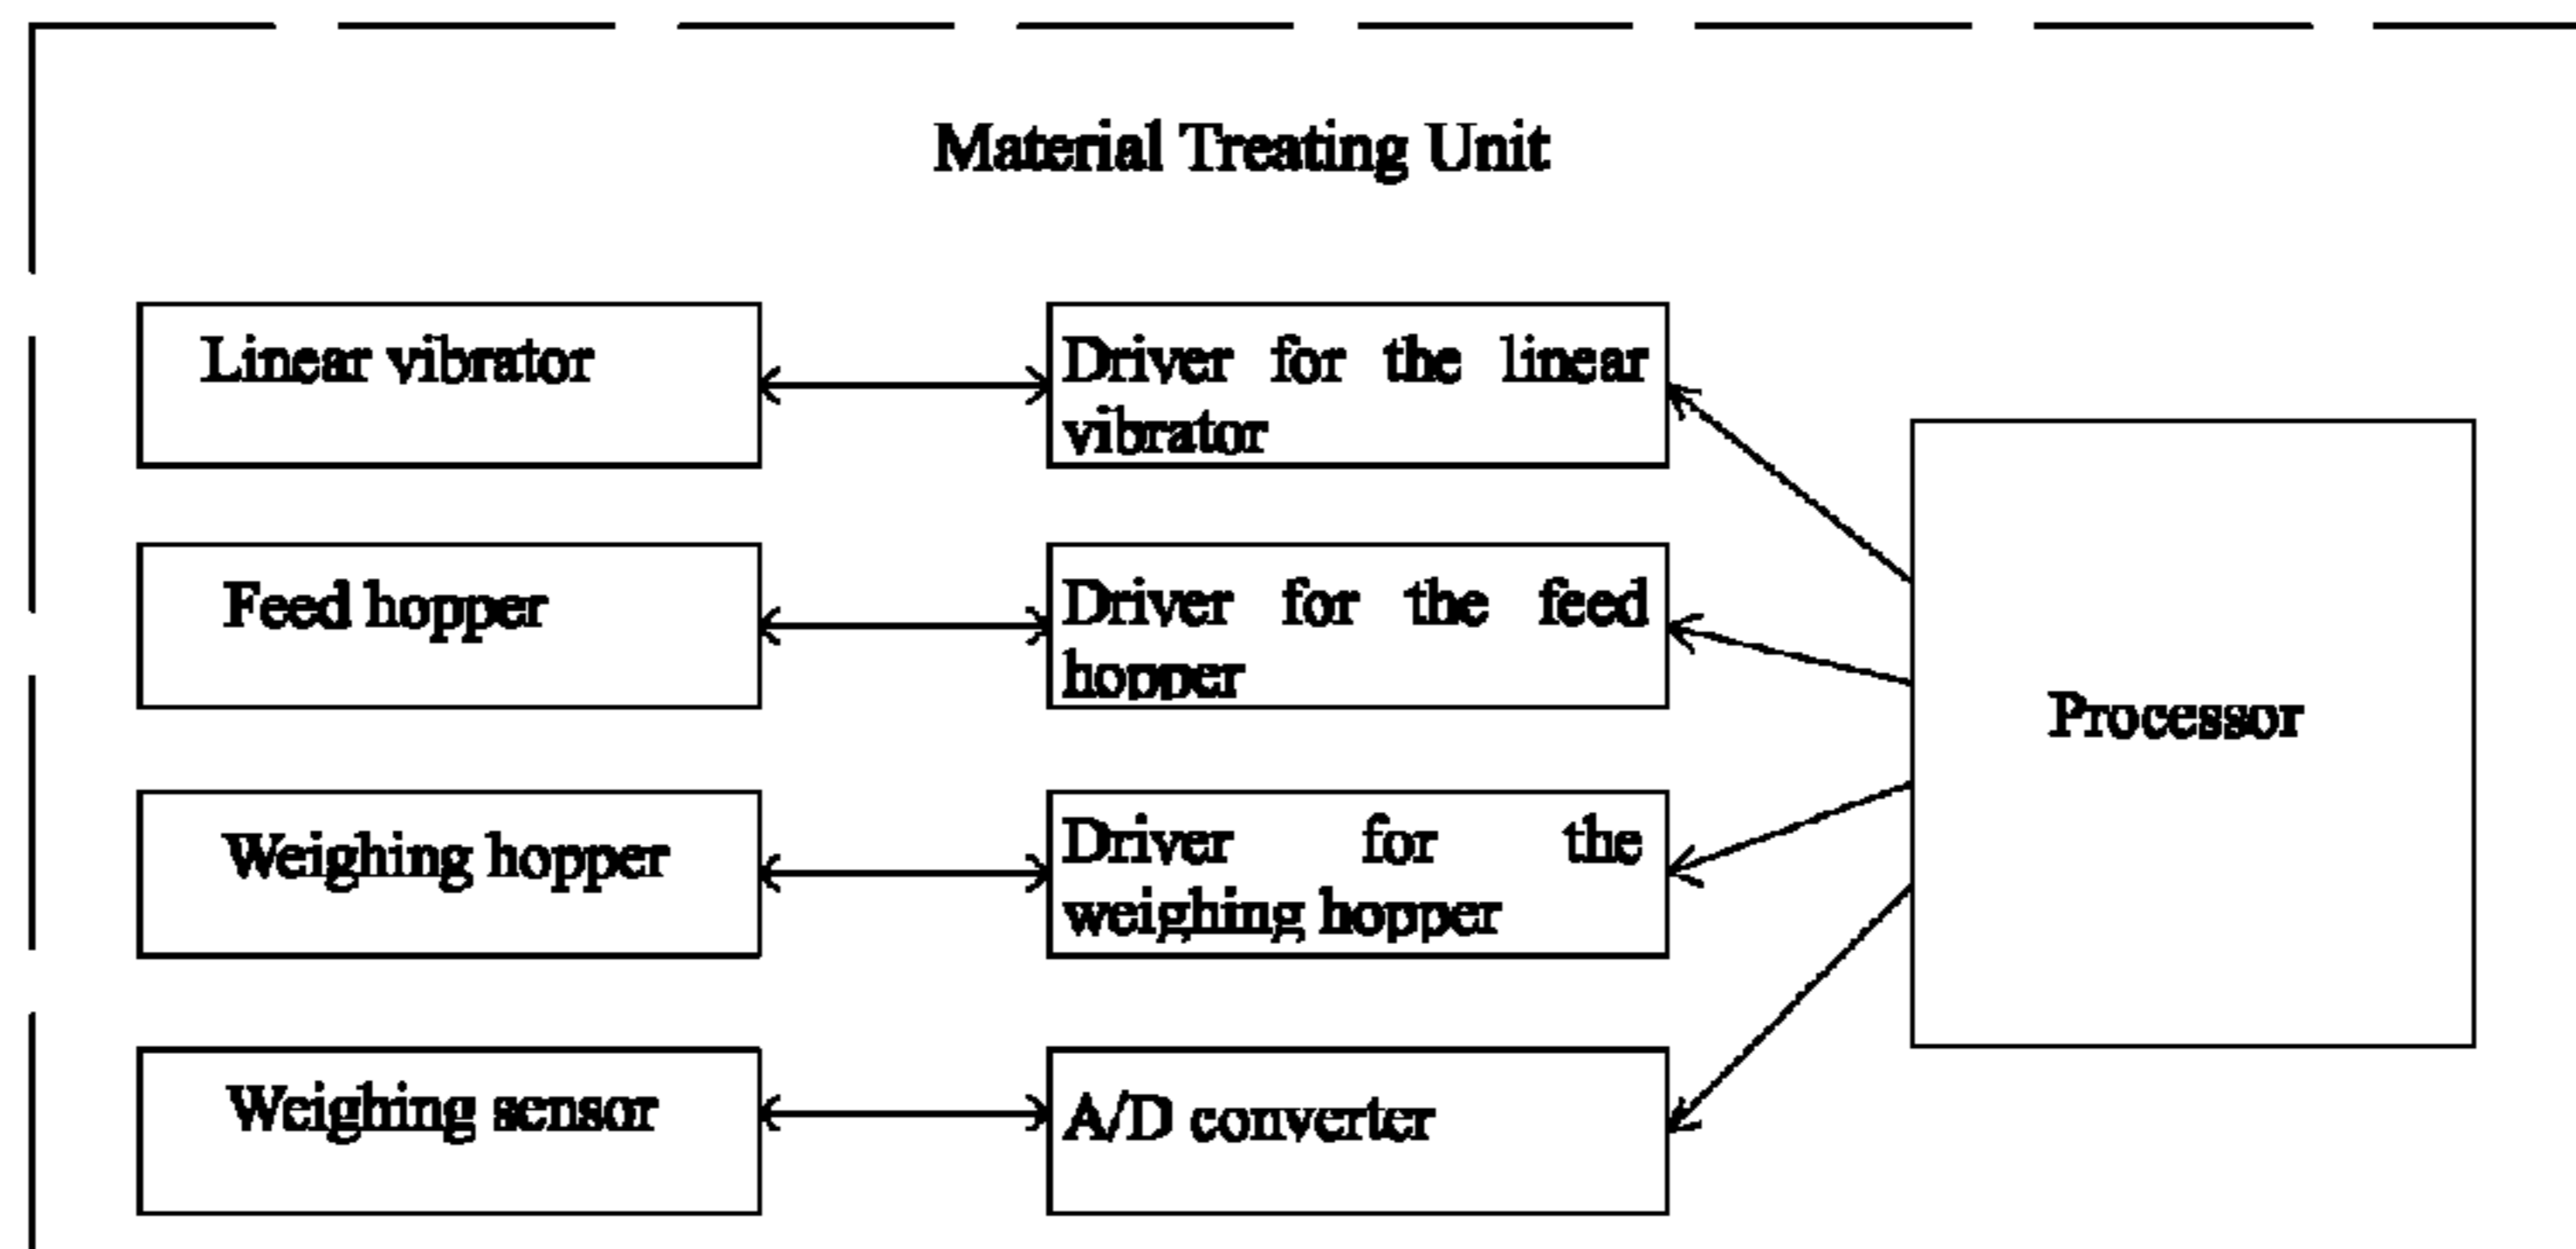 Material Treating Unit
Linear vibrator
Driver for the linear
vibrator
Feed hopper
Driver for the feed
hopper
Processor
Weighing hopper
Driver for the
weighing hopper
Weighing sensor
A/D converter